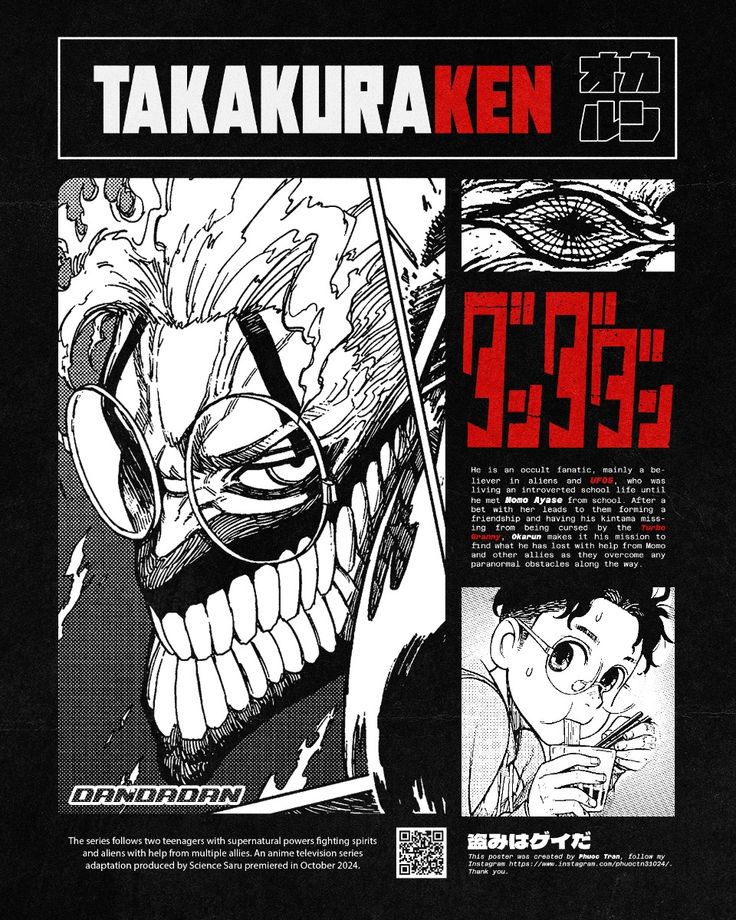 TAKAKURAKEN
オカ
ルン
ダンダダン
He is an occult fanatic, mainly a be-
liever in aliens and UFOS, who was
living an introverted school life until
he met Momo Ayase from school. After a
bet with her leads to them forming a
friendship and having his kintama miss-
ing from being cursed by the Turbo
Granny, Okarun makes it his mission to
find what he has lost with help from Momo
and other allies as they overcome any
paranormal obstacles along the way.
DANDADAN
The series follows two teenagers with supernatural powers fighting spirits
and aliens with help from multiple allies. An anime television series
adaptation produced by Science Saru premiered in October 2024.
盗みはゲイだ
This poster was created by Phuoc Tran, follow my
Instagram https://www.instagram.com/phuoctn31024/.
Thank you.